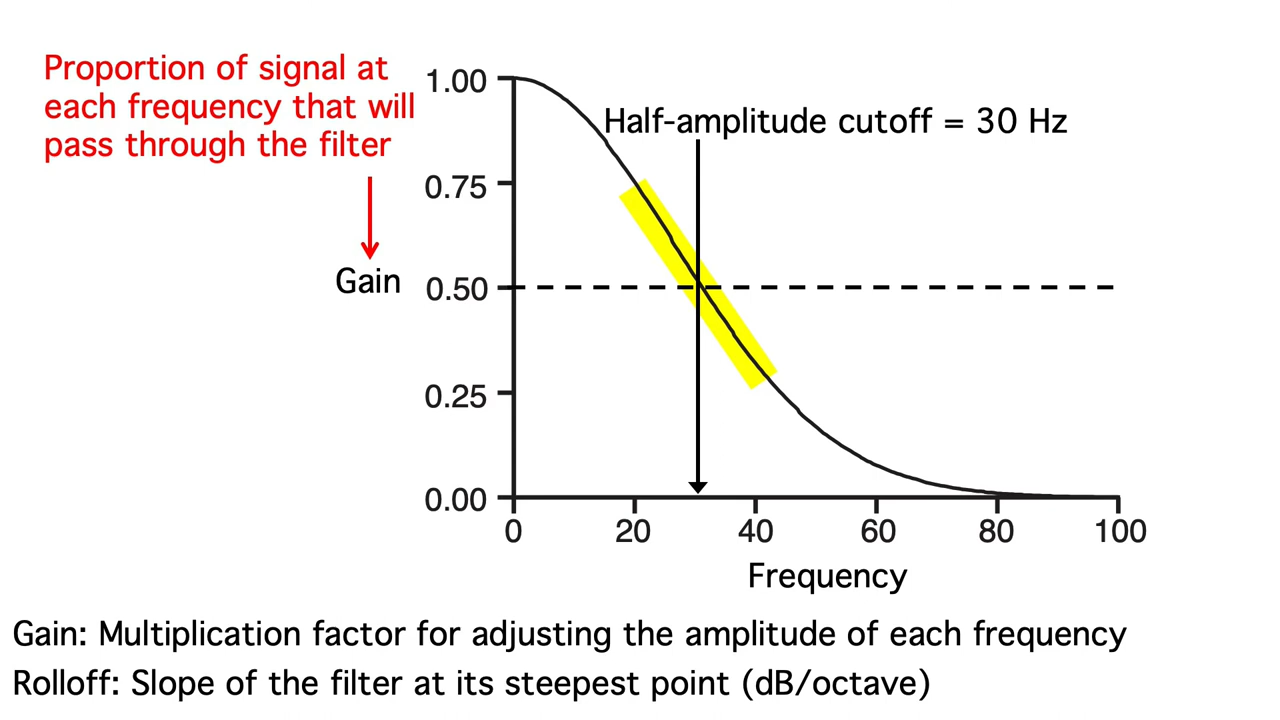 Proportion of signal at
each frequency that will
pass through the filter
1.00
Half-amplitude cutoff = 30 Hz
0.75
Gain
0.50
0.25
0.00
0 20 40 60 80 100
Frequency
Gain: Multiplication factor for adjusting the amplitude of each frequency
Rolloff: Slope of the filter at its steepest point (dB/octave)